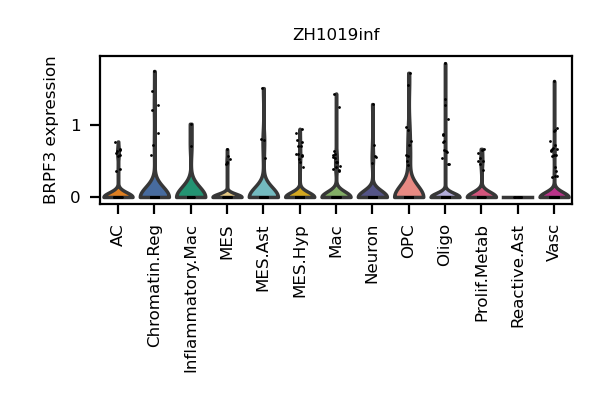 ZH1019inf
BRPF3 expression
1
0
AC
Chromatin.Reg
Inflammatory.Mac
MES
MES.Ast
MES.Hyp
Mac
Neuron
OPC
Oligo
Prolif.Metab
Reactive.Ast
Vasc